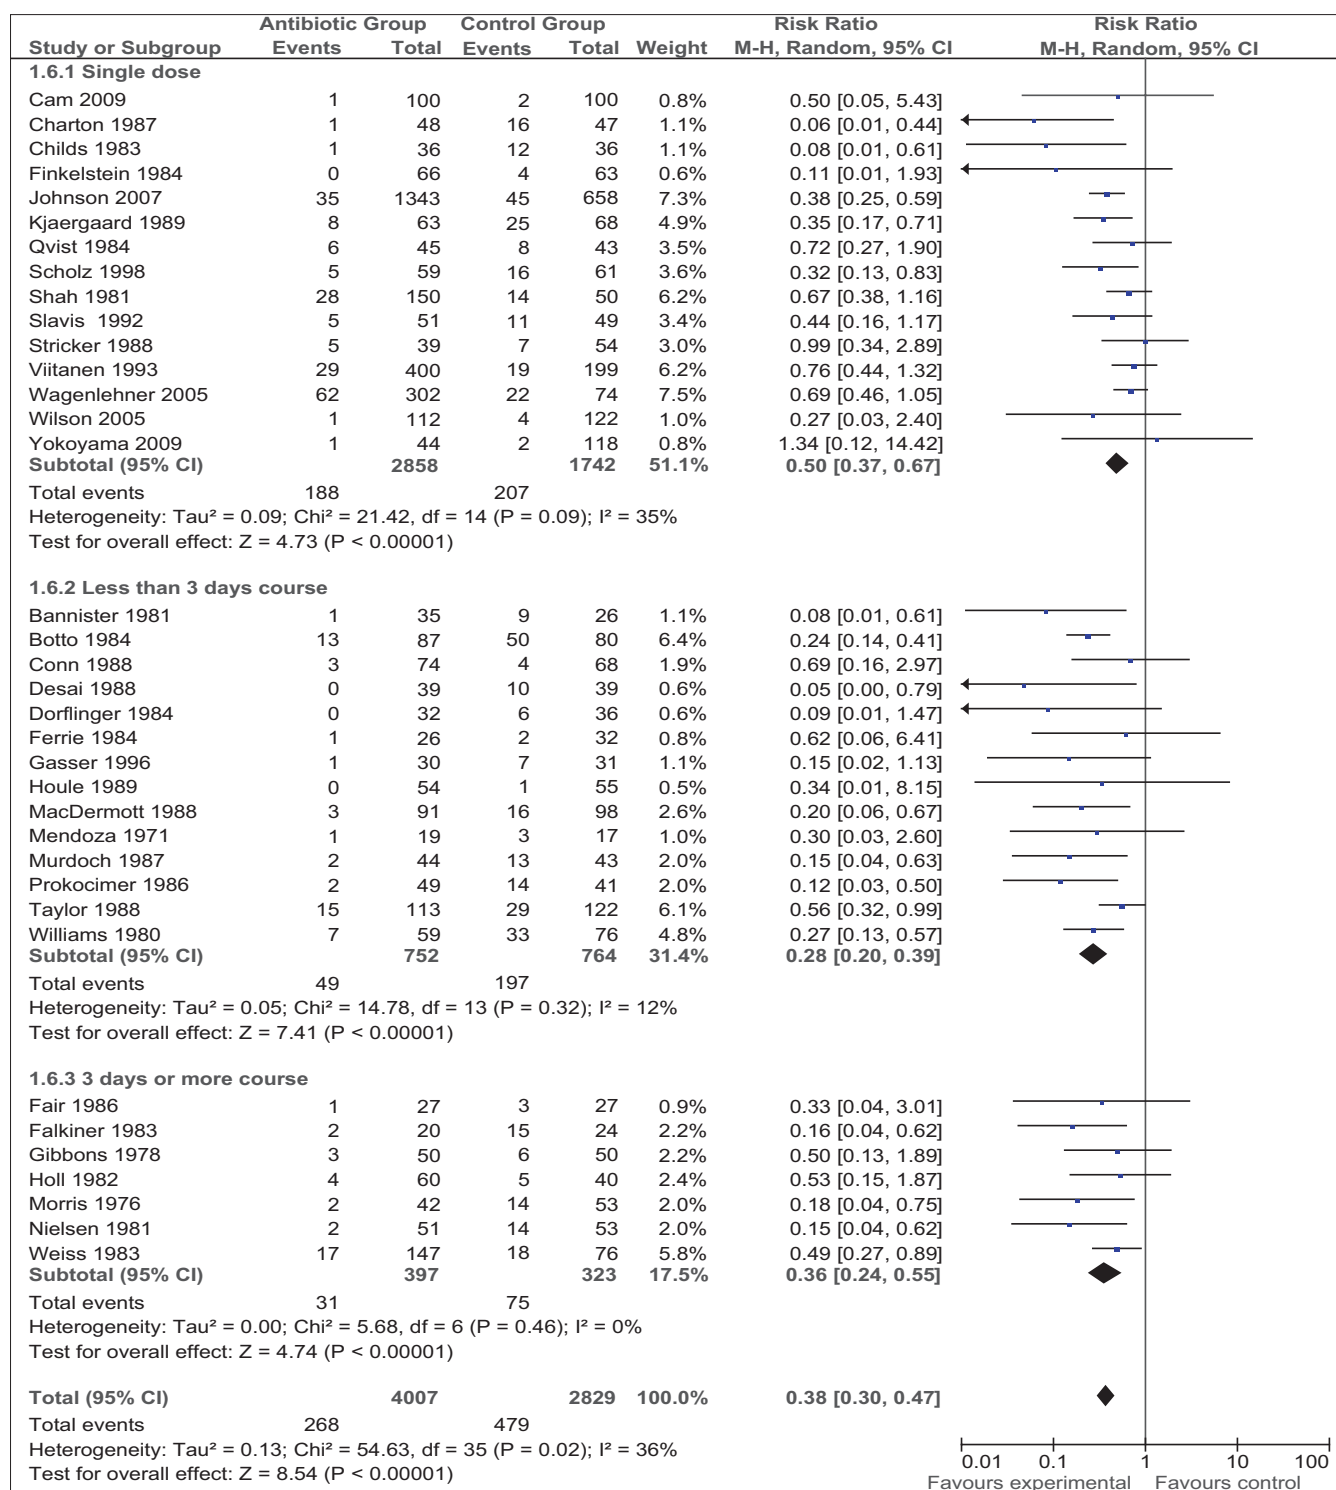 Antibiotic Group Control Group Risk Ratio Risk Ratio
Study or Subgroup Events Total Events Total Weight M-H, Random, 95% CI M-H, Random, 95% CI
1.6.1 Single dose
Cam 2009 1 100 2 100 0.8% 0.50 [0.05, 5.43]
Charton 1987 1 48 16 47 1.1% 0.06 [0.01, 0.44]
Childs 1983 1 36 12 36 1.1% 0.08 [0.01, 0.61]
Finkelstein 1984 0 66 4 63 0.6% 0.11 [0.01, 1.93]
Johnson 2007 35 1343 45 658 7.3% 0.38 [0.25, 0.59]
Kjaergaard 1989 8 63 25 68 4.9% 0.35 [0.17, 0.71]
Qvist 1984 6 45 8 43 3.5% 0.72 [0.27, 1.90]
Scholz 1998 5 59 16 61 3.6% 0.32 [0.13, 0.83]
Shah 1981 28 150 14 50 6.2% 0.67 [0.38, 1.16]
Slavis 1992 5 51 11 49 3.4% 0.44 [0.16, 1.17]
Stricker 1988 5 39 7 54 3.0% 0.99 [0.34, 2.89]
Viitanen 1993 29 400 19 199 6.2% 0.76 [0.44, 1.32]
Wagenlehner 2005 62 302 22 74 7.5% 0.69 [0.46, 1.05]
Wilson 2005 1 112 4 122 1.0% 0.27 [0.03, 2.40]
Yokoyama 2009 1 44 2 118 0.8% 1.34 [0.12, 14.42]
Subtotal (95% CI) 2858 1742 51.1% 0.50 [0.37, 0.67]
Total events 188 207
Heterogeneity: Tau² = 0.09; Chi² = 21.42, df = 14 (P = 0.09); I² = 35%
Test for overall effect: Z = 4.73 (P < 0.00001)
1.6.2 Less than 3 days course
Bannister 1981 1 35 9 26 1.1% 0.08 [0.01, 0.61]
Botto 1984 13 87 50 80 6.4% 0.24 [0.14, 0.41]
Conn 1988 3 74 4 68 1.9% 0.69 [0.16, 2.97]
Desai 1988 0 39 10 39 0.6% 0.05 [0.00, 0.79]
Dorflinger 1984 0 32 6 36 0.6% 0.09 [0.01, 1.47]
Ferrie 1984 1 26 2 32 0.8% 0.62 [0.06, 6.41]
Gasser 1996 1 30 7 31 1.1% 0.15 [0.02, 1.13]
Houle 1989 0 54 1 55 0.5% 0.34 [0.01, 8.15]
MacDermott 1988 3 91 16 98 2.6% 0.20 [0.06, 0.67]
Mendoza 1971 1 19 3 17 1.0% 0.30 [0.03, 2.60]
Murdoch 1987 2 44 13 43 2.0% 0.15 [0.04, 0.63]
Prokocimer 1986 2 49 14 41 2.0% 0.12 [0.03, 0.50]
Taylor 1988 15 113 29 122 6.1% 0.56 [0.32, 0.99]
Williams 1980 7 59 33 76 4.8% 0.27 [0.13, 0.57]
Subtotal (95% CI) 752 764 31.4% 0.28 [0.20, 0.39]
Total events 49 197
Heterogeneity: Tau² = 0.05; Chi² = 14.78, df = 13 (P = 0.32); I² = 12%
Test for overall effect: Z = 7.41 (P < 0.00001)
1.6.3 3 days or more course
Fair 1986 1 27 3 27 0.9% 0.33 [0.04, 3.01]
Falkiner 1983 2 20 15 24 2.2% 0.16 [0.04, 0.62]
Gibbons 1978 3 50 6 50 2.2% 0.50 [0.13, 1.89]
Holl 1982 4 60 5 40 2.4% 0.53 [0.15, 1.87]
Morris 1976 2 42 14 53 2.0% 0.18 [0.04, 0.75]
Nielsen 1981 2 51 14 53 2.0% 0.15 [0.04, 0.62]
Weiss 1983 17 147 18 76 5.8% 0.49 [0.27, 0.89]
Subtotal (95% CI) 397 323 17.5% 0.36 [0.24, 0.55]
Total events 31 75
Heterogeneity: Tau² = 0.00; Chi² = 5.68, df = 6 (P = 0.46); I² = 0%
Test for overall effect: Z = 4.74 (P < 0.00001)
Total (95% CI) 4007 2829 100.0% 0.38 [0.30, 0.47]
Total events 268 479
Heterogeneity: Tau² = 0.13; Chi² = 54.63, df = 35 (P = 0.02); I² = 36%
Test for overall effect: Z = 8.54 (P < 0.00001)
0.01 0.1 1 10 100
Favours experimental Favours control